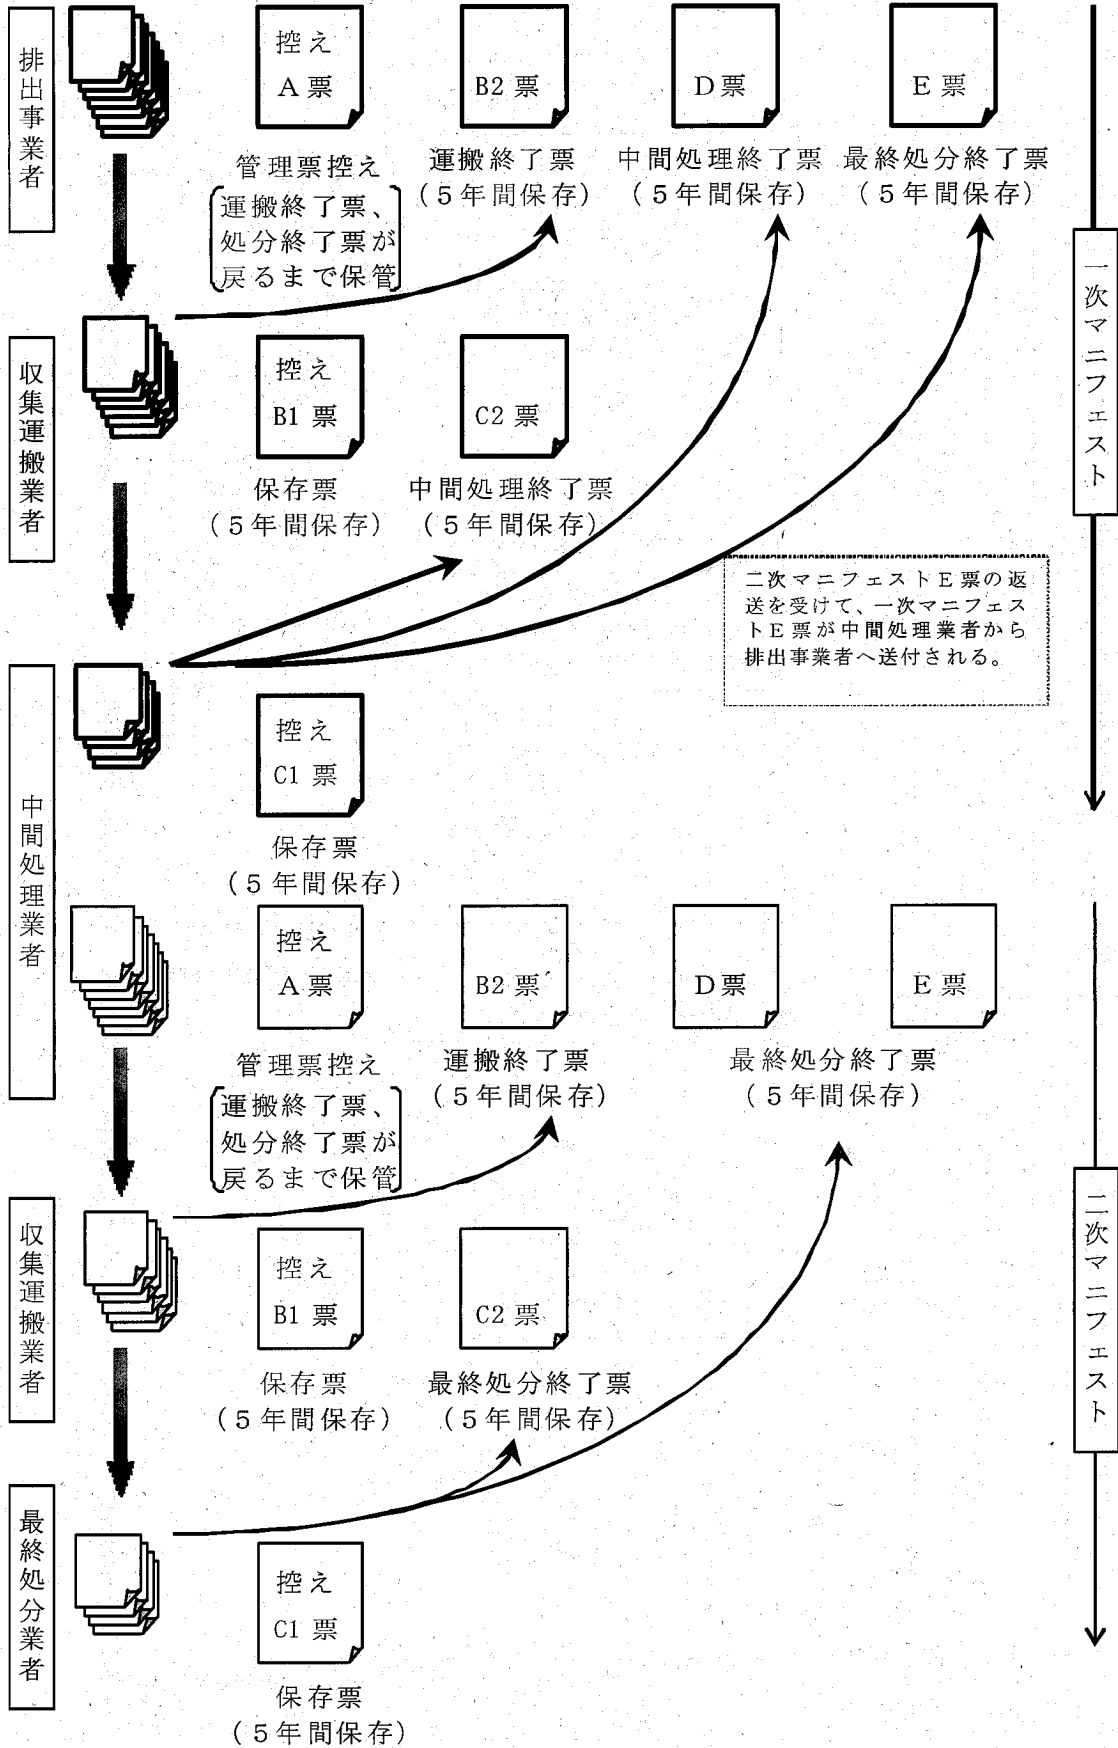 排出事業者
控え
A票
B2票
D票
E票
管理票控え
運搬終了票、
処分終了票が
戻るまで保管
運搬終了票
(5年間保存)
中間処理終了票
(5年間保存)
最終処分終了票
(5年間保存)
一次マニフェスト
収集運搬業者
控え
B1票
C2票
保存票
(5年間保存)
中間処理終了票
(5年間保存)
二次マニフェストE票の返
送を受けて、一次マニフェス
トE票が中間処理業者から
排出事業者へ送付される。
中間処理業者
控え
C1票
保存票
(5年間保存)
控え
A票
B2票
D票
E票
管理票控え
運搬終了票、
処分終了票が
戻るまで保管
運搬終了票
(5年間保存)
最終処分終了票
(5年間保存)
二次マニフェスト
収集運搬業者
控え
B1票
C2票
保存票
(5年間保存)
最終処分終了票
(5年間保存)
最終処分業者
控え
C1票
保存票
(5年間保存)